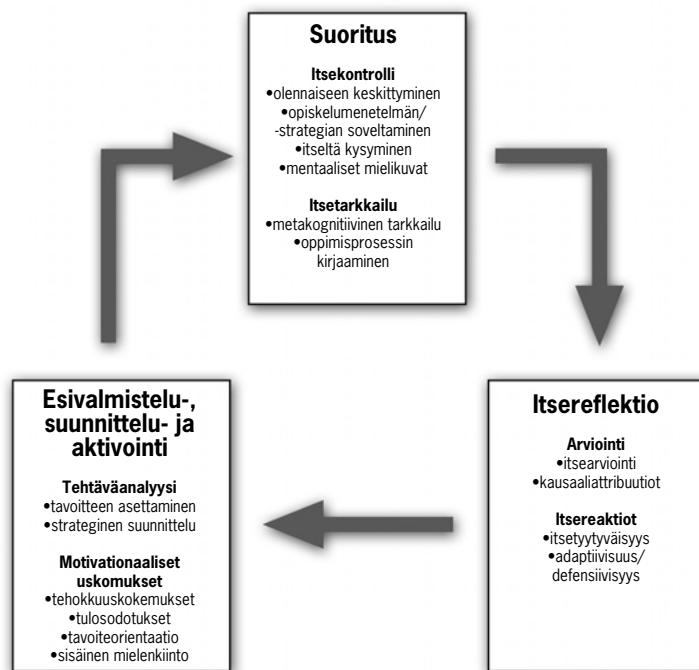 Suoritus
Itsekontrolli
•olennaiseen keskittyminen
•opiskelumenetelmän/
-strategian soveltaminen
•itseltä kysyminen
•mentaaliset mielikuvat
Itsetarkkailu
•metakognitiivinen tarkkailu
•oppimisprosessin
kirjaaminen
Esivalmistelu-,
suunnittelu- ja
aktivointi
Tehtäväanalyysi
•tavoitteen asettaminen
•strateginen suunnittelu
Motivationaaliset
uskomukset
•tehokkuuskokemukset
•tulosodotukset
•tavoiteorientaatio
•sisäinen mielenkiinto
Itsereflektio
Arviointi
•itsearviointi
•kausaaliattribuutiot
Itsereaktiot
•itsetyytyväisyys
•adaptiivisuus/
defensiivisyys